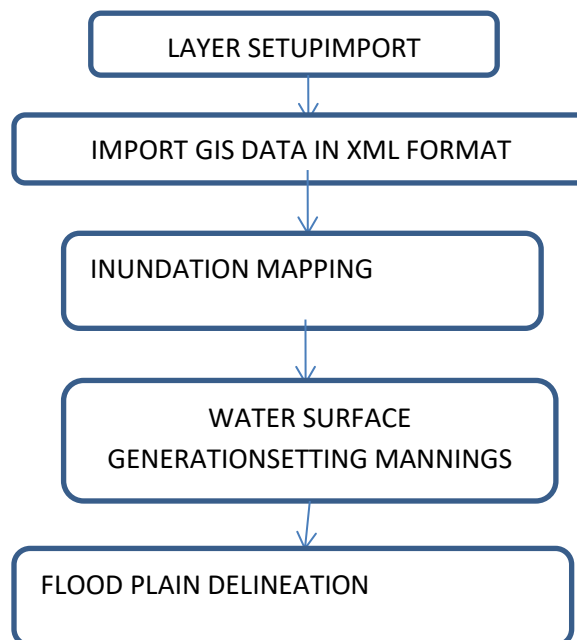 LAYER SETUPIMPORT
IMPORT GIS DATA IN XML FORMAT
INUNDATION MAPPING
WATER SURFACE
GENERATIONSETTING MANNINGS
FLOOD PLAIN DELINEATION